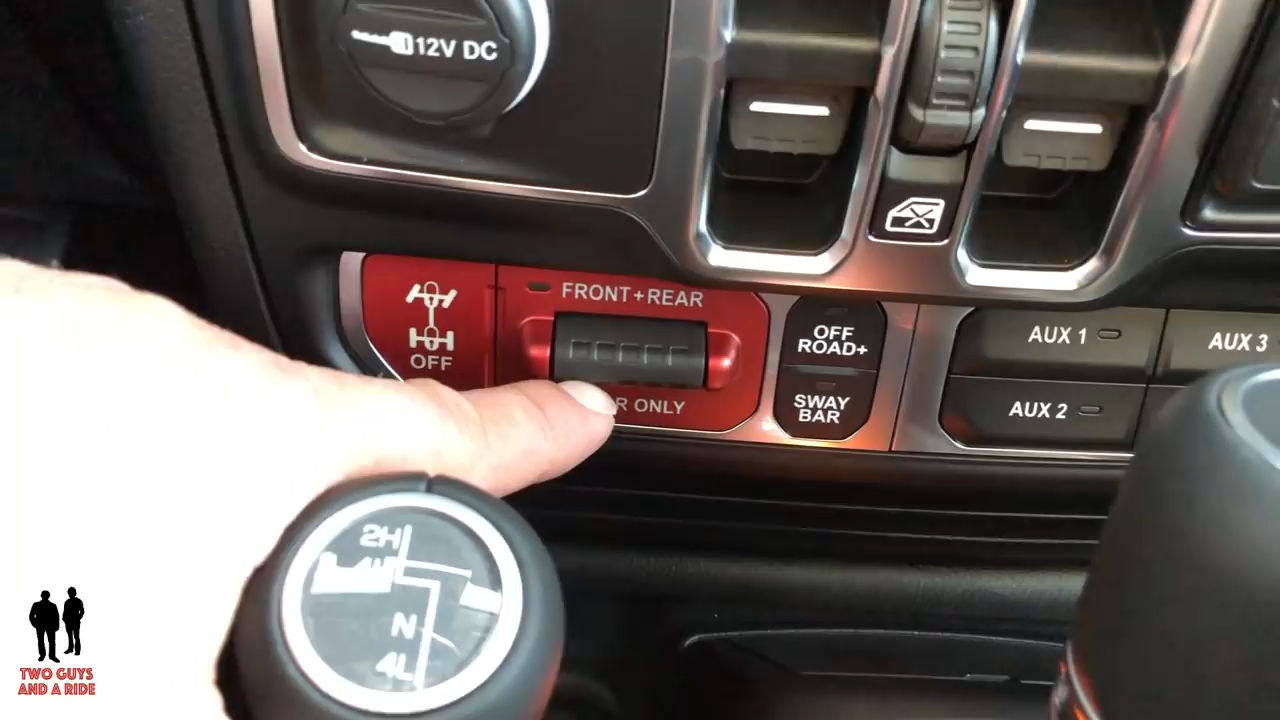 12V DC
FRONT+REAR
OFF
R ONLY
OFF
ROAD+
SWAY
BAR
AUX 1
AUX 2
AUX 3
2H
N
4L
TWO GUYS
AND A RIDE